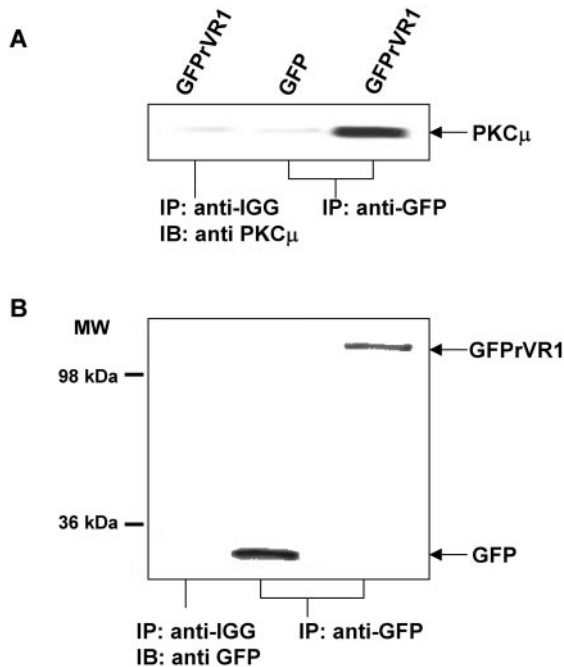 A
GFPrVR1 GFP GFPrVR1
PKCμ
IP: anti-IGG IP: anti-GFP
IB: anti PKCμ
B
MW
GFPrVR1
98 kDa
36 kDa
GFP
IP: anti-IGG IP: anti-GFP
IB: anti GFP